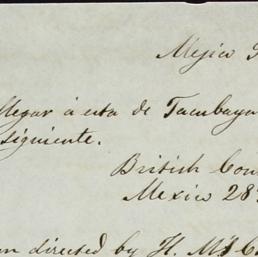 Mejico
llegar á esta de Tacubaya
siguiente.
British Con
Mexico 28
directed by H. M's C